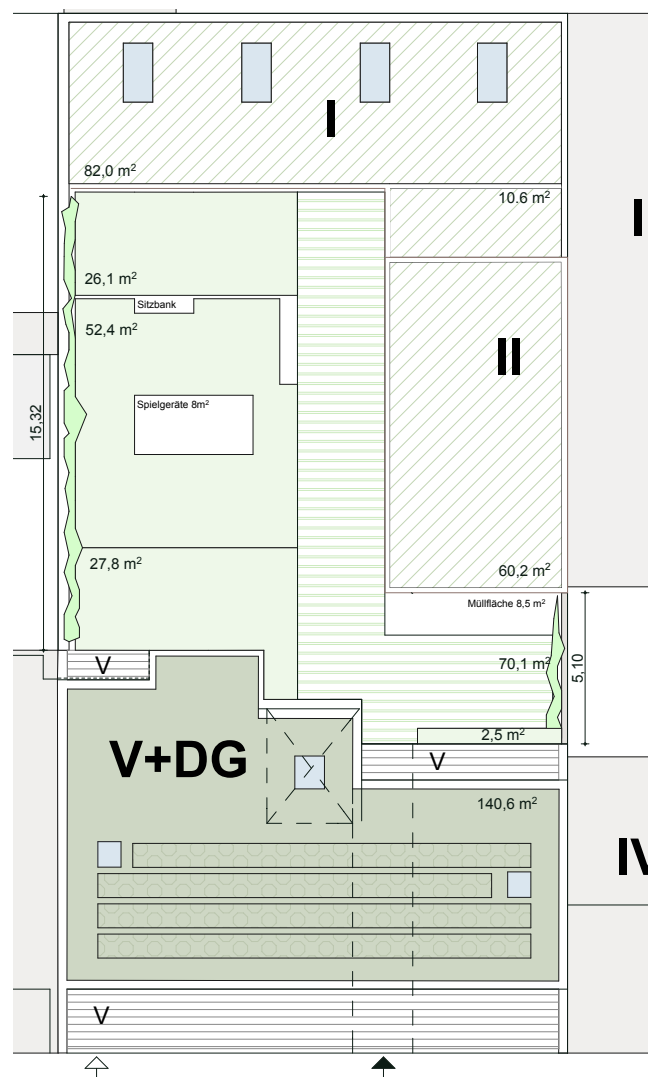 I
82,0 m²
10.6 m²
I
26,1 m²
Sitzbank
52,4 m²
II
Spielgeräte 8m²
15,32
27,8 m²
60,2 m²
Müllfläche 8,5 m²
V
70,1 m²
5,10
2,5 m²
V+DG
V
140,6 m²
IV
V